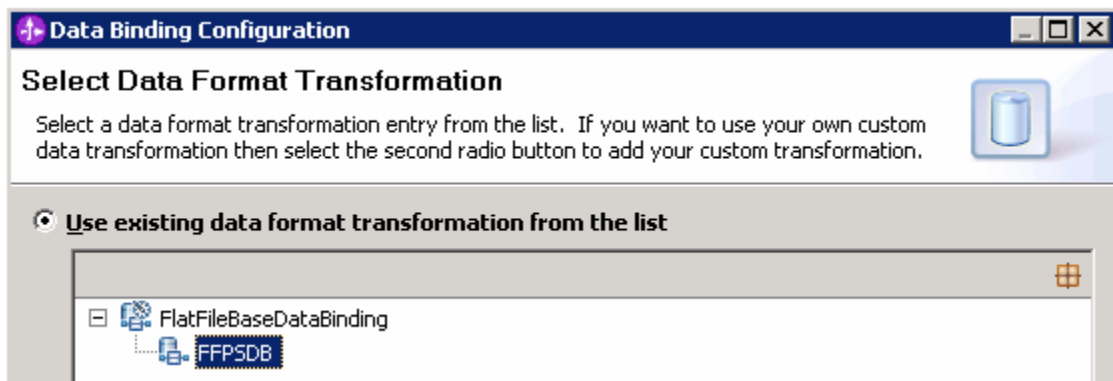 Data Binding Configuration
Select Data Format Transformation
Select a data format transformation entry from the list. If you want to use your own custom
data transformation then select the second radio button to add your custom transformation.
Use existing data format transformation from the list
FlatFileBaseDataBinding
FFPSDB